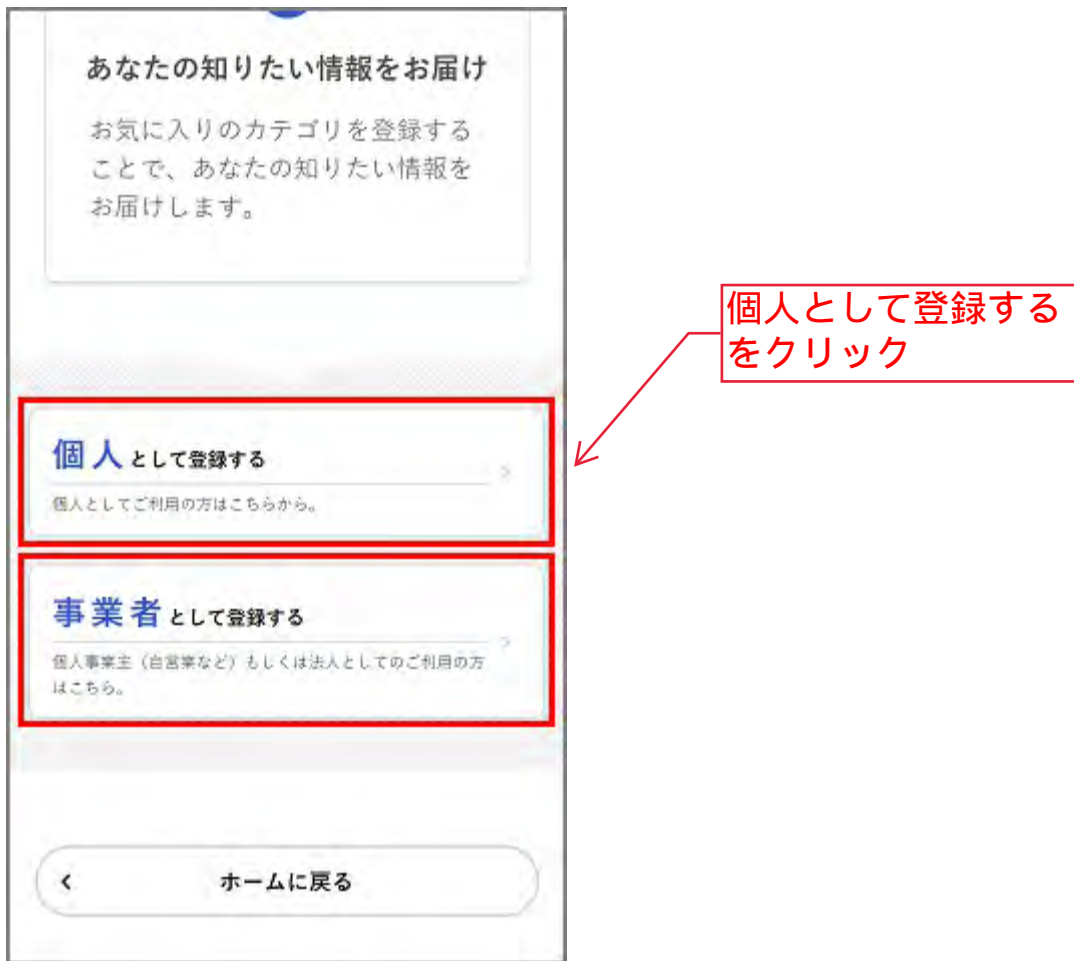 あなたの知りたい情報をお届け
お気に入りのカテゴリを登録する
ことで、あなたの知りたい情報を
お届けします。
個人として登録する
をクリック
個人として登録する
個人としてご利用の方はこちらから。
事業者として登録する
個人事業主（自営業など）もしくは法人としてのご利用の方
はこちら。
ホームに戻る